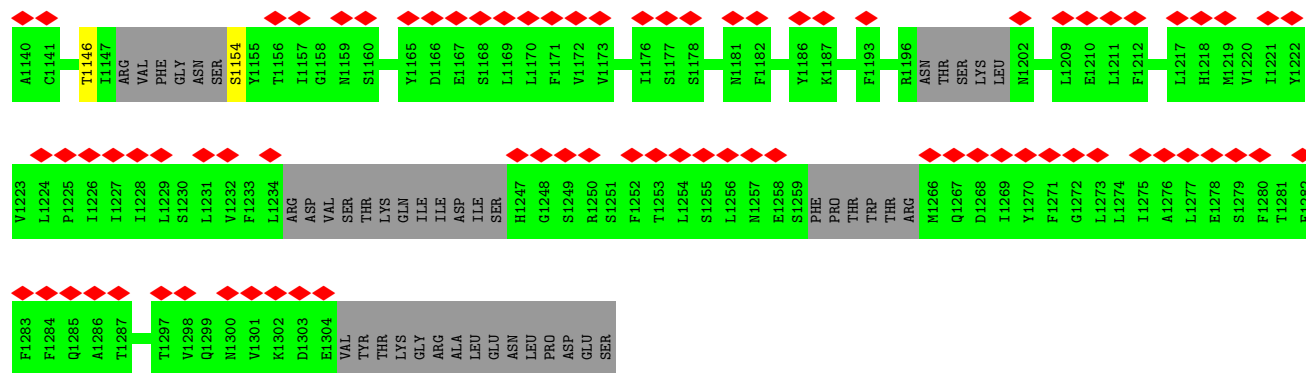 A1140 C1141 T1146 I1147 ARG VAL PHE GLY ASN SER S1154 Y1155 T1156 I1157 G1158 N1159 S1160 Y1165 D1166 E1167 S1168 L1169 L1170 F1171 V1172 V1173 I1176 S1177 S1178 N1181 F1182 Y1186 K1187 F1193 R1196 ASN THR SER LYS LEU N1202 L1209 E1210 L1211 F1212 L1217 H1218 M1219 V1220 I1221 Y1222
V1223 L1224 P1225 I1226 I1227 I1228 L1229 S1230 L1231 V1232 F1233 L1234 ARG ASP VAL SER THR LYS GLN ILE ILE ASP ILE SER H1247 G1248 S1249 R1250 S1251 F1252 T1253 L1254 S1255 L1256 N1257 E1258 S1259 PHE PRO THR TRP THR ARG M1266 Q1267 D1268 I1269 Y1270 F1271 G1272 L1273 L1274 I1275 A1276 L1277 E1278 S1279 F1280 T1281
F1283 F1284 Q1285 A1286 T1287 T1297 V1298 Q1299 N1300 V1301 K1302 D1303 E1304 VAL TYR THR LYS GLY ARG ALA LEU GLU ASN LEU PRO ASP GLU SER